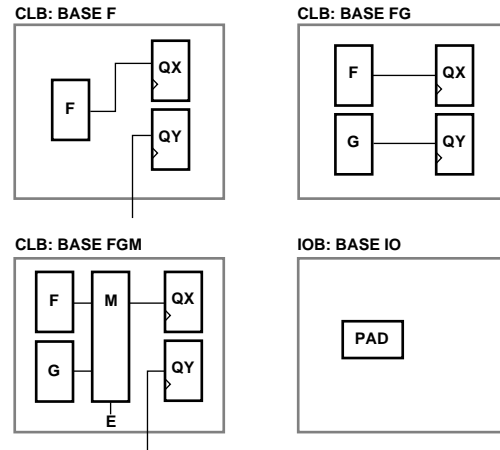 CLB: BASE F
F
QX
QY
CLB: BASE FG
F
QX
G
QY
CLB: BASE FGM
F
M
QX
G
QY
E
IOB: BASE IO
PAD